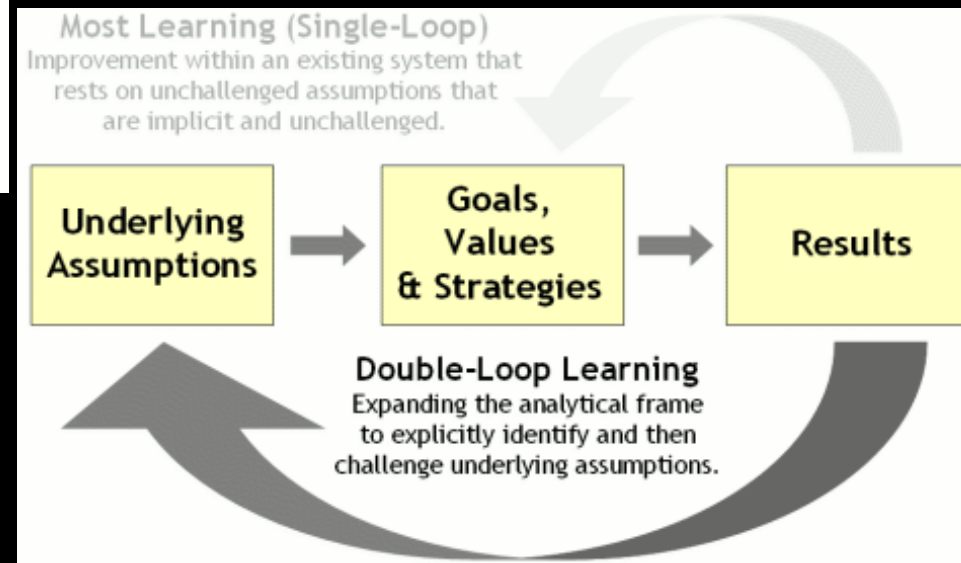 Most Learning (Single-Loop)
Improvement within an existing system that
rests on unchallenged assumptions that
are implicit and unchallenged.
Underlying
Assumptions
Goals,
Values
& Strategies
Results
Double-Loop Learning
Expanding the analytical frame
to explicitly identify and then
challenge underlying assumptions.